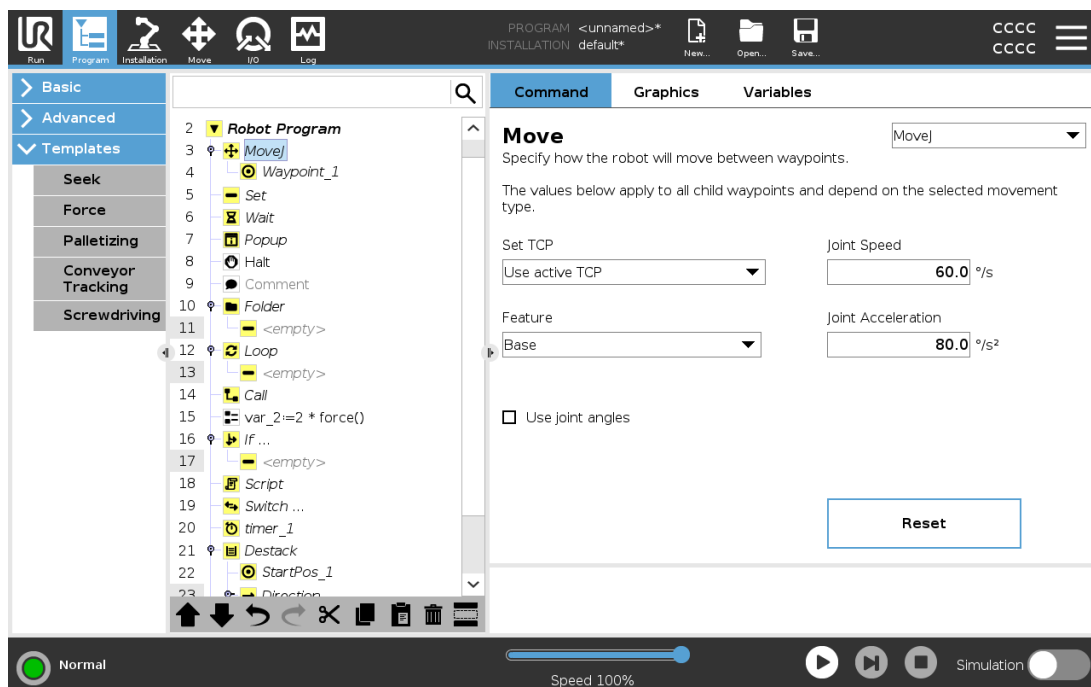 PROGRAM <unnamed>*
INSTALLATION default*
CCCC
CCCC
Run
Program
Installation
Move
I/O
Log
New...
Open...
Save...
Basic
Advanced
Templates
Seek
Force
Palletizing
Conveyor
Tracking
Screwdriving
2 Robot Program
3 MoveJ
4 Waypoint_1
5 Set
6 Wait
7 Popup
8 Halt
9 Comment
10 Folder
11 <empty>
12 Loop
13 <empty>
14 Call
15 var_2:=2 * force()
16 If ...
17 <empty>
18 Script
19 Switch ...
20 timer_1
21 Destack
22 StartPos_1
23 Direction
Command Graphics Variables
Move
MoveJ
Specify how the robot will move between waypoints.
The values below apply to all child waypoints and depend on the selected movement
type.
Set TCP
Joint Speed
Use active TCP
60.0 °/s
Feature
Joint Acceleration
Base
80.0 °/s²
Use joint angles
Reset
Normal
Speed 100%
Simulation